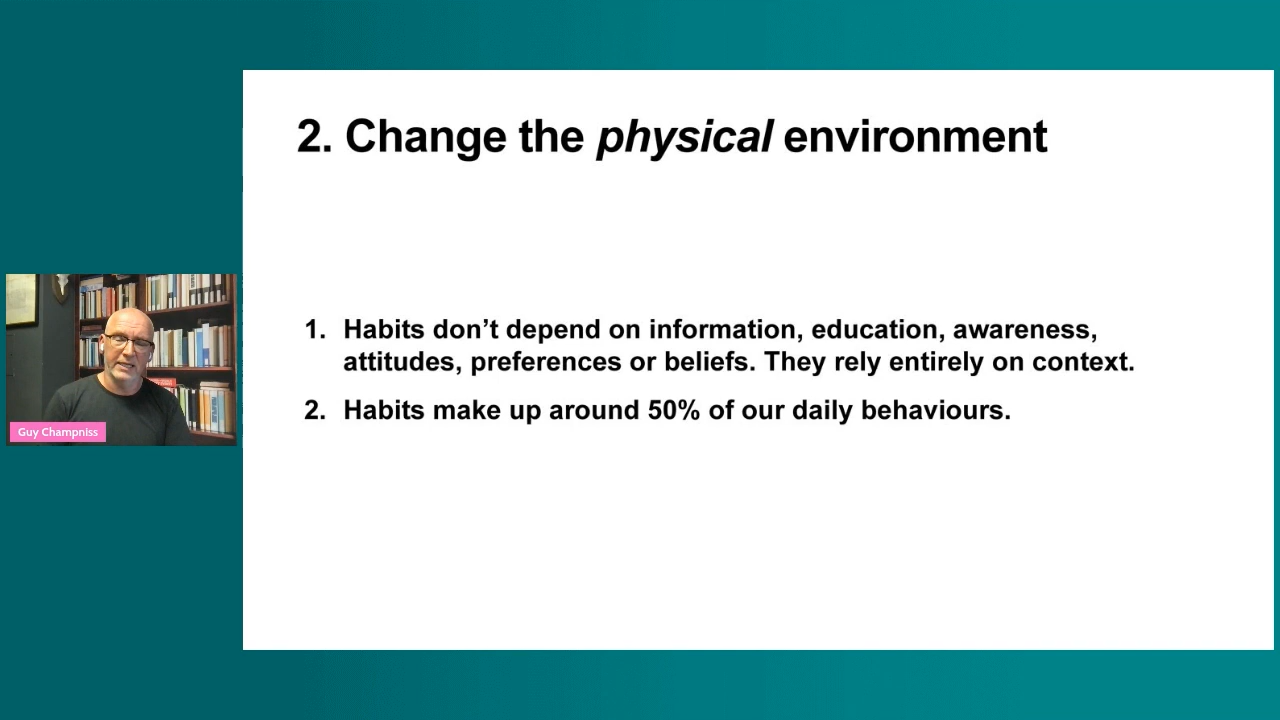 2. Change the physical environment
1. Habits don’t depend on information, education, awareness,
attitudes, preferences or beliefs. They rely entirely on context.
2. Habits make up around 50% of our daily behaviours.
Guy Champniss